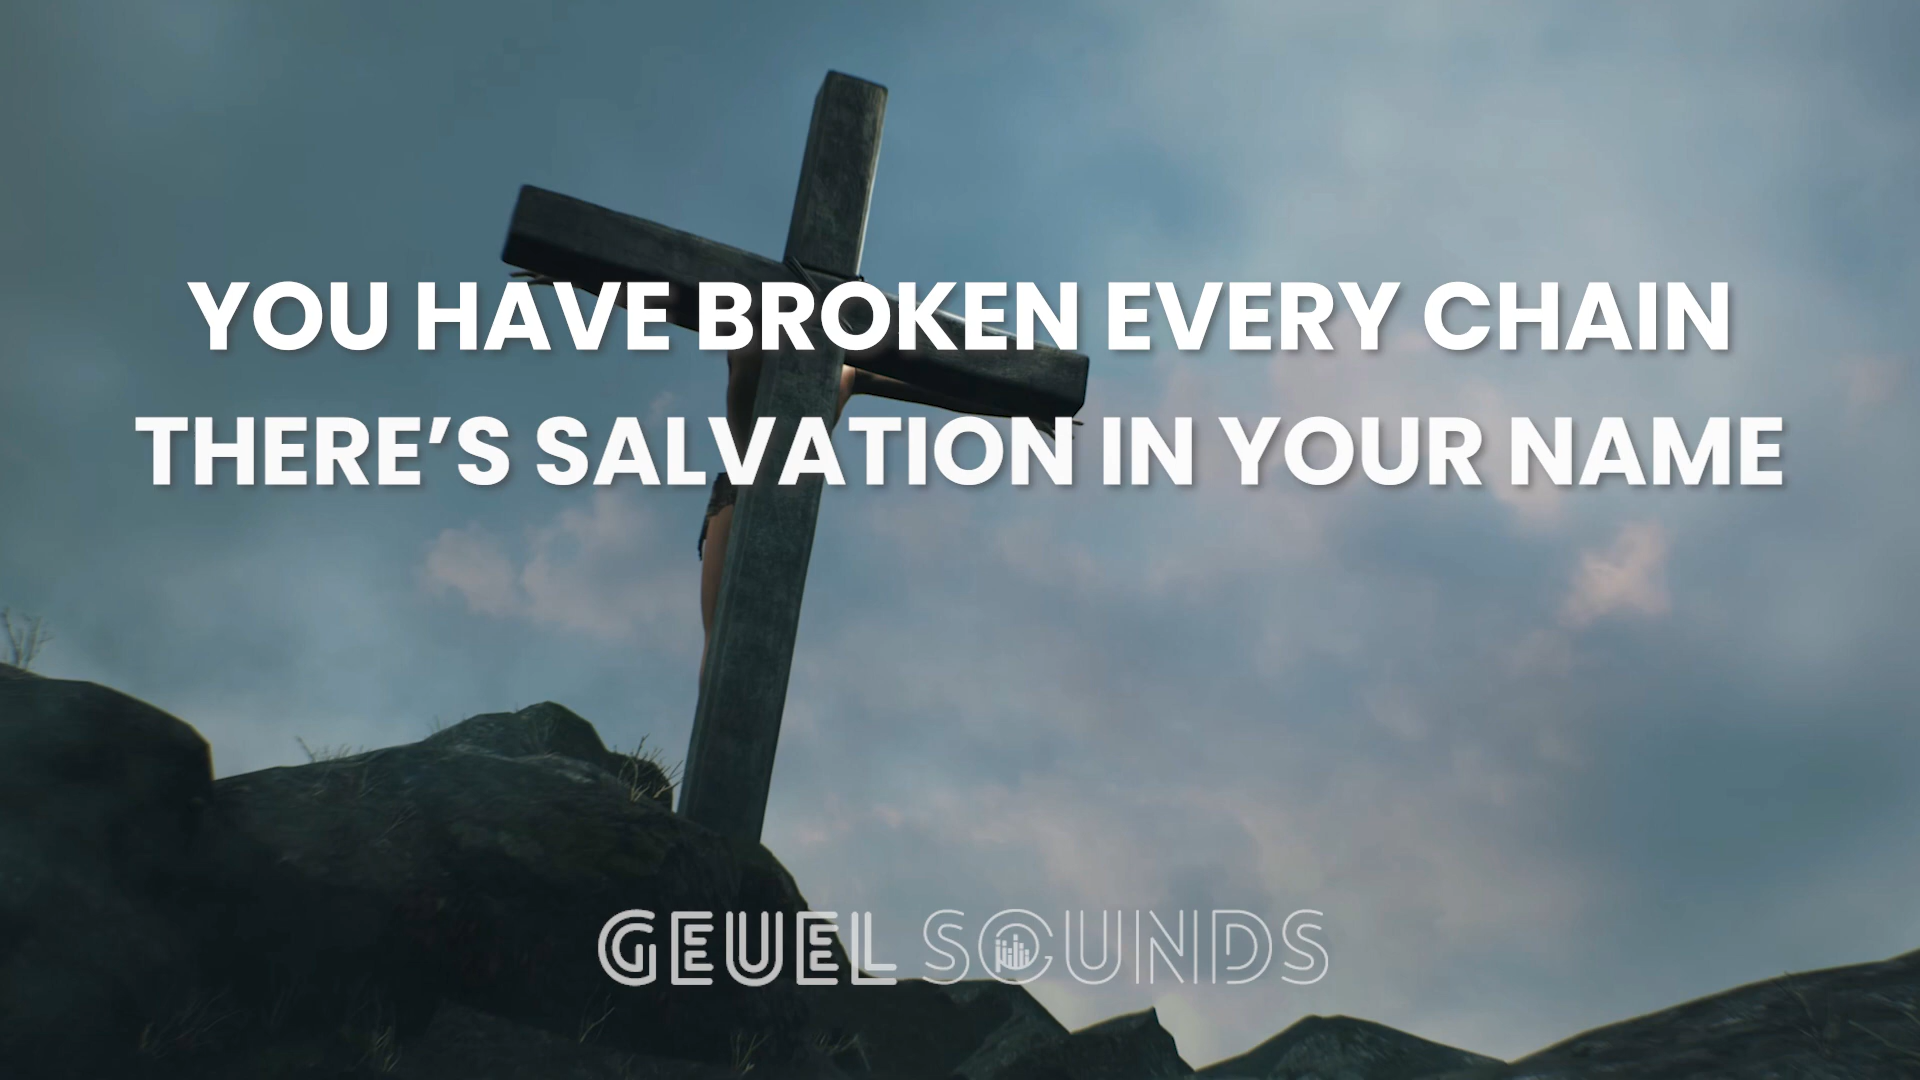 YOU HAVE BROKEN EVERY CHAIN
THERE’S SALVATION IN YOUR NAME
GEUEL SOUNDS